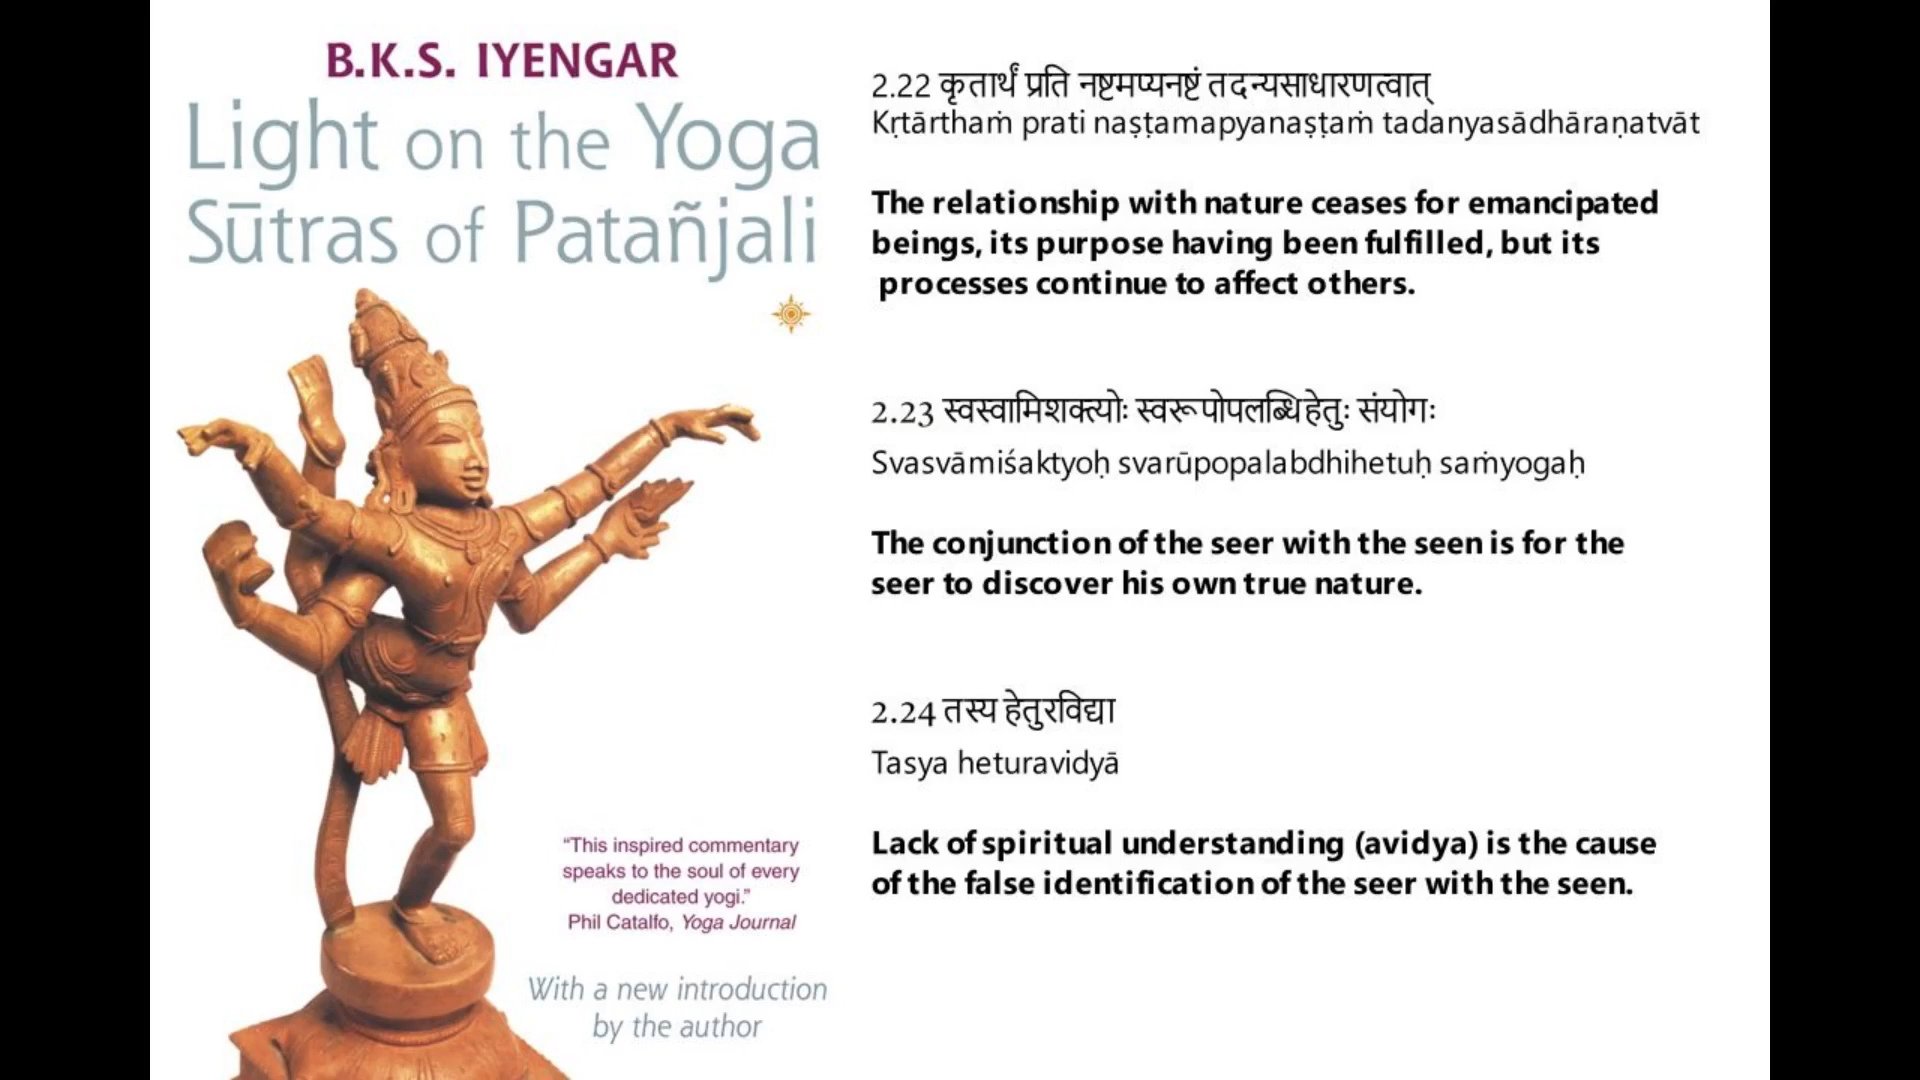 B.K.S. IYENGAR
Light on the Yoga
Sūtras of Patañjali
“This inspired commentary
speaks to the soul of every
dedicated yogi.”
Phil Catalfo, Yoga Journal
With a new introduction
by the author
2.22 कृतार्थं प्रति नष्टमप्यनष्टं तदन्यसाधारणत्वात्
Kṛtārthaṁ prati naṣṭamapyanaṣṭaṁ tadanyasādhāraṇatvāt
The relationship with nature ceases for emancipated
beings, its purpose having been fulfilled, but its
processes continue to affect others.
2.23 स्वस्वामिशक्त्योः स्वरूपोपलब्धिहेतुः संयोगः
Svasvāmiśaktyoḥ svarūpopalabdhihetuḥ saṁyogaḥ
The conjunction of the seer with the seen is for the
seer to discover his own true nature.
2.24 तस्य हेतुरविद्या
Tasya heturavidyā
Lack of spiritual understanding (avidya) is the cause
of the false identification of the seer with the seen.